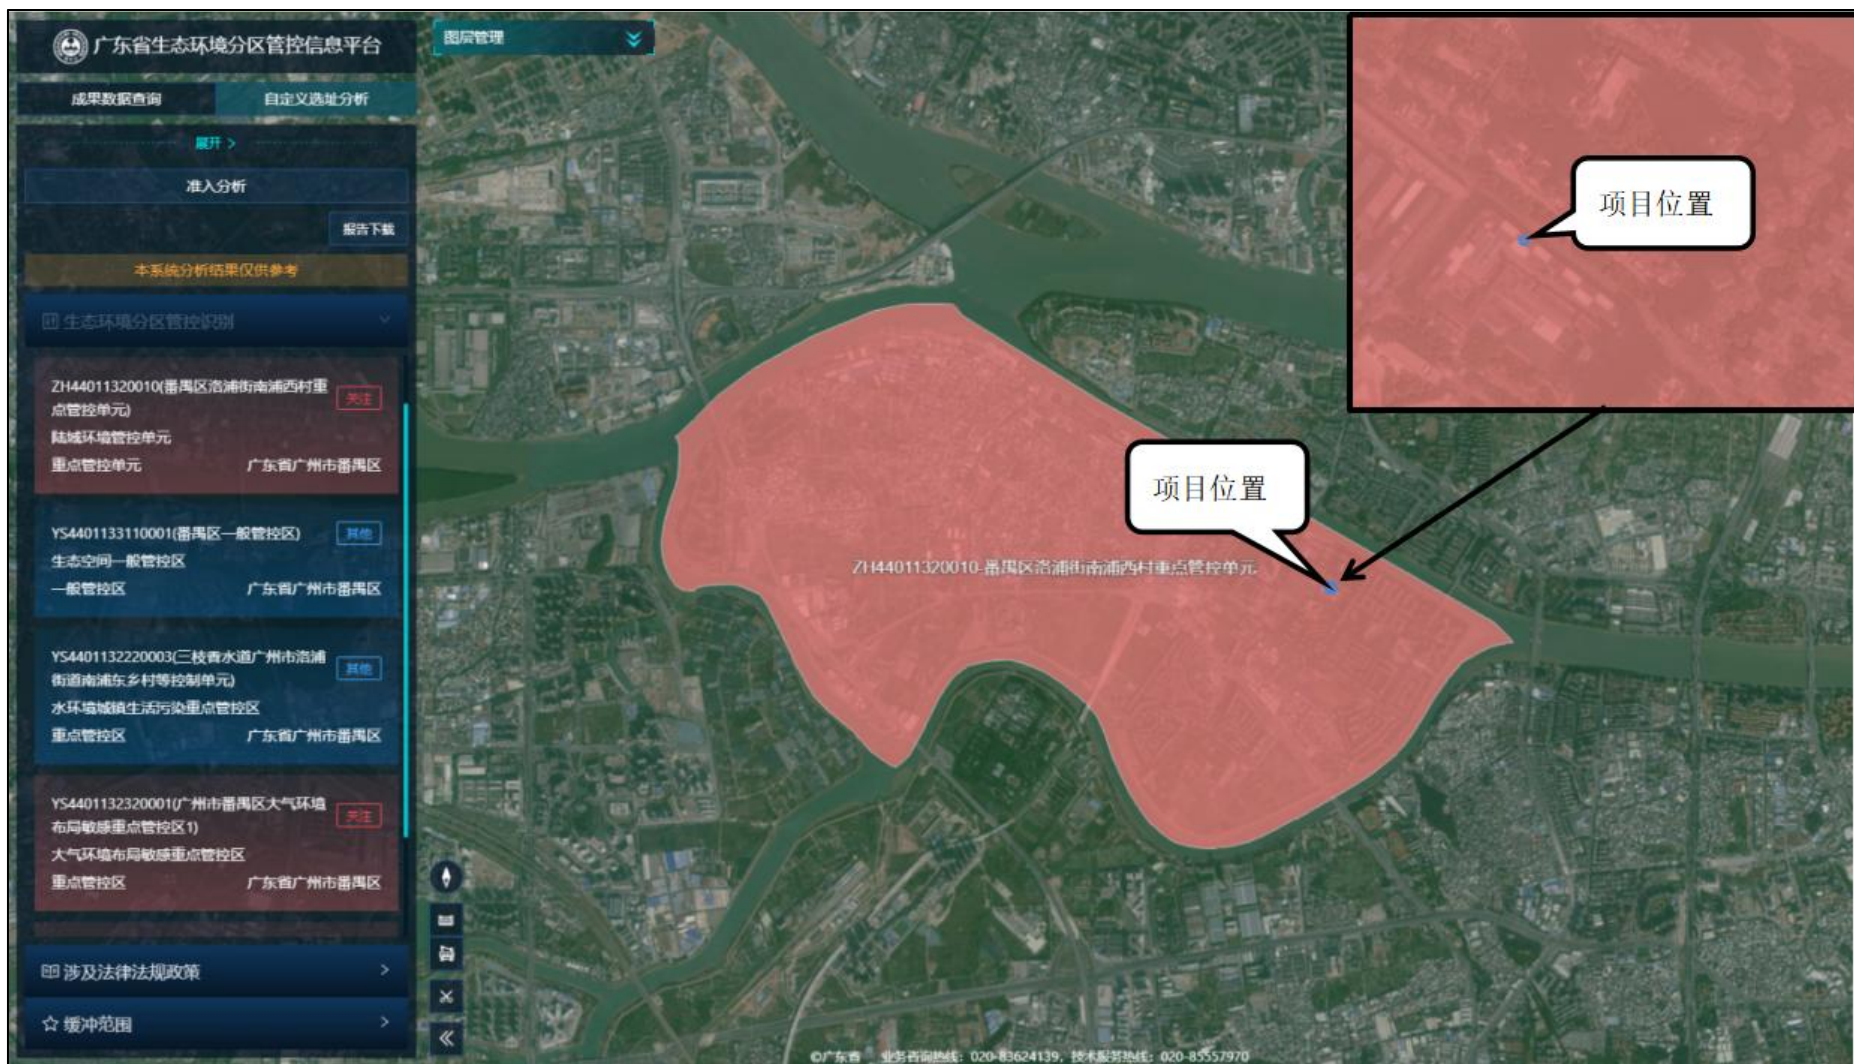 广东省生态环境分区管控信息平台
成果数据查询
自定义选址分析
展开 >
准入分析
报告下载
本系统分析结果仅供参考
生态环境分区管控识别
ZH44011320010(番禺区洛浦街南浦西村重
点管控单元)
关注
陆域环境管控单元
重点管控单元
广东省广州市番禺区
YS4401133110001(番禺区一般管控区)
其他
生态空间一般管控区
一般管控区
广东省广州市番禺区
YS4401132220003(三枝香水道广州市洛浦
街道南浦东乡村等控制单元)
其他
水环境城镇生活污染重点管控区
重点管控区
广东省广州市番禺区
YS4401132320001(广州市番禺区大气环境
布局敏感重点管控区1)
关注
大气环境布局敏感重点管控区
重点管控区
广东省广州市番禺区
涉及法律法规政策
缓冲范围
图层管理
项目位置
项目位置
ZH44011320010-番禺区洛浦街南浦西村重点管控单元
©广东省 业务咨询热线：020-83624139，技术服务热线：020-85557970